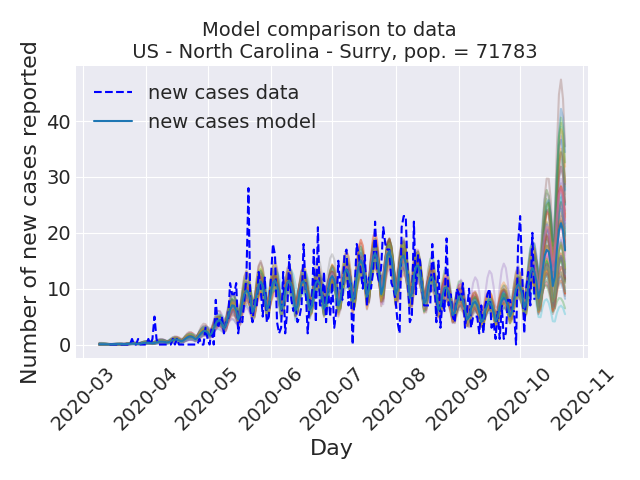 Model comparison to data
US - North Carolina - Surry, pop. = 71783
Number of new cases reported
new cases data
new cases model
40
30
20
10
0
2020-03
2020-04
2020-05
2020-06
2020-07
2020-08
2020-09
2020-10
2020-11
Day